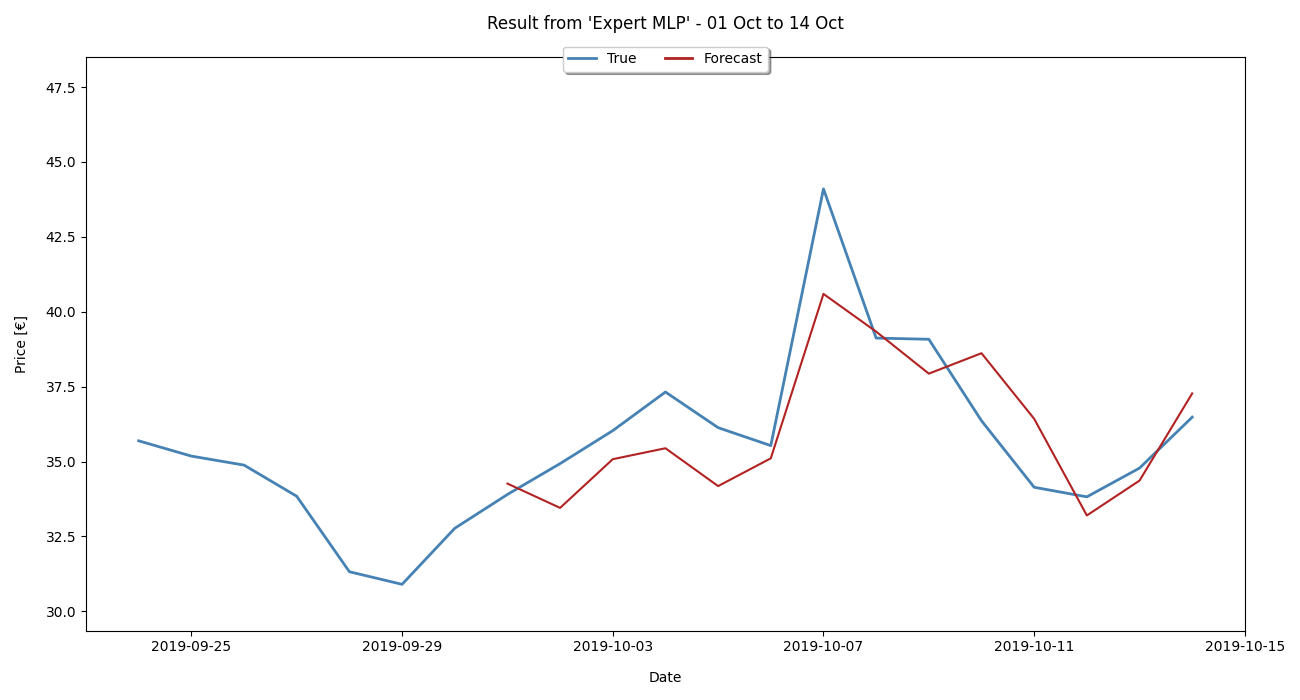 Result from 'Expert MLP' - 01 Oct to 14 Oct
True Forecast
47.5
45.0
42.5
40.0
37.5
35.0
32.5
30.0
Price [€]
2019-09-25 2019-09-29 2019-10-03 2019-10-07 2019-10-11 2019-10-15
Date